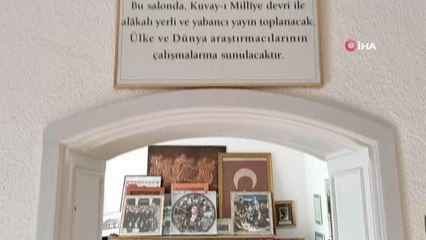 Bu salonda, Kuvay-ı Milliye devri ile
alâkalı yerli ve yabancı yayın toplanacak;
Ülke ve Dünya araştırmacılarının
çalışmalarına sunulacaktır.
İHA